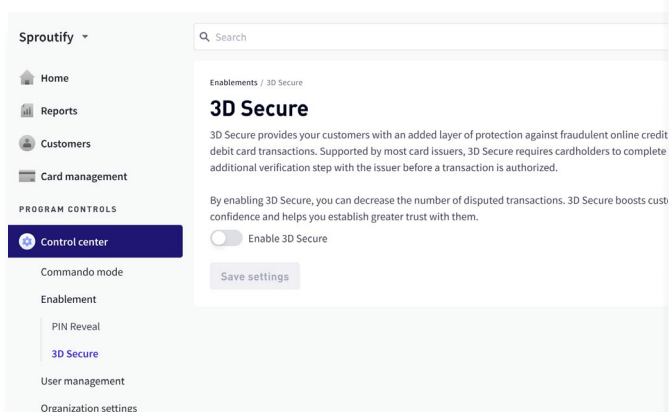 Sproutify
Search
Home
Reports
Customers
Card management
PROGRAM CONTROLS
Control center
Commando mode
Enablement
PIN Reveal
3D Secure
User management
Organization settings
Enablements / 3D Secure
3D Secure
3D Secure provides your customers with an added layer of protection against fraudulent online credit
debit card transactions. Supported by most card issuers, 3D Secure requires cardholders to complete
additional verification step with the issuer before a transaction is authorized.
By enabling 3D Secure, you can decrease the number of disputed transactions. 3D Secure boosts cust
confidence and helps you establish greater trust with them.
Enable 3D Secure
Save settings